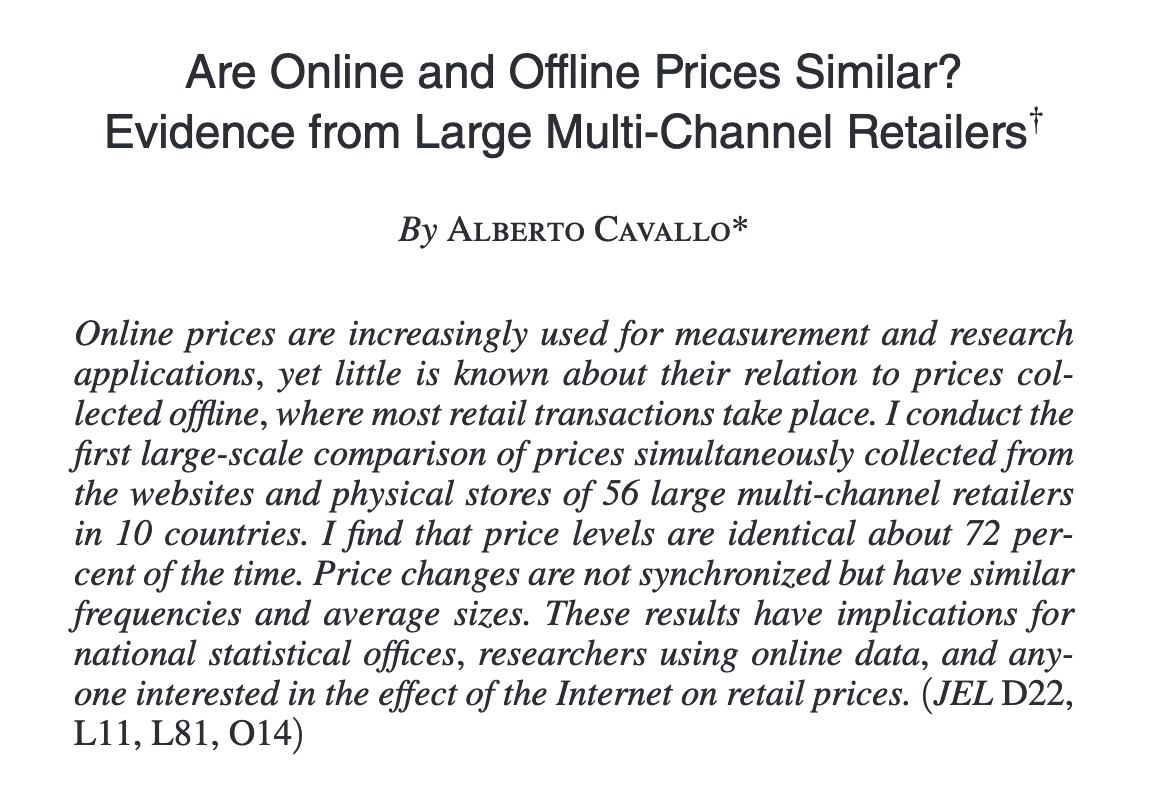 Are Online and Offline Prices Similar?
Evidence from Large Multi-Channel Retailers†
By ALBERTO CAVALLO*
Online prices are increasingly used for measurement and research
applications, yet little is known about their relation to prices col-
lected offline, where most retail transactions take place. I conduct the
first large-scale comparison of prices simultaneously collected from
the websites and physical stores of 56 large multi-channel retailers
in 10 countries. I find that price levels are identical about 72 per-
cent of the time. Price changes are not synchronized but have similar
frequencies and average sizes. These results have implications for
national statistical offices, researchers using online data, and any-
one interested in the effect of the Internet on retail prices. (JEL D22,
L11, L81, O14)